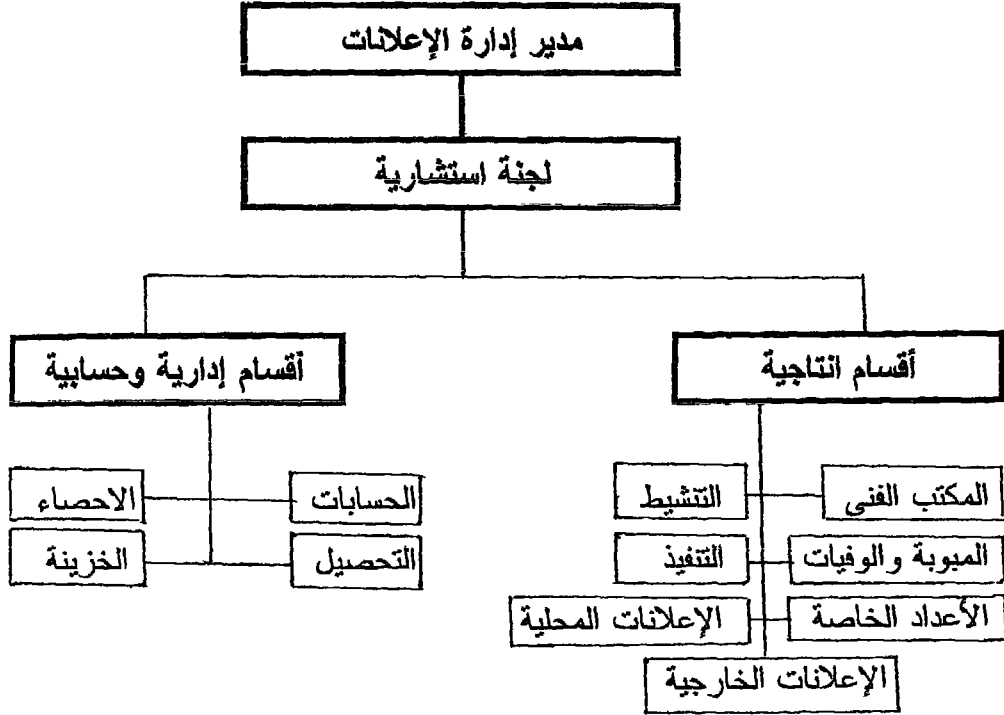 مدير إدارة الإعلانات
لجنة استشارية
أقسام انتاجية
أقسام إدارية وحسابية
المكتب الفنى
التنشيط
المبوبة والوفيات
التنفيذ
الأعداد الخاصة
الإعلانات المحلية
الإعلانات الخارجية
الحسابات
الاحصاء
التحصيل
الخزينة